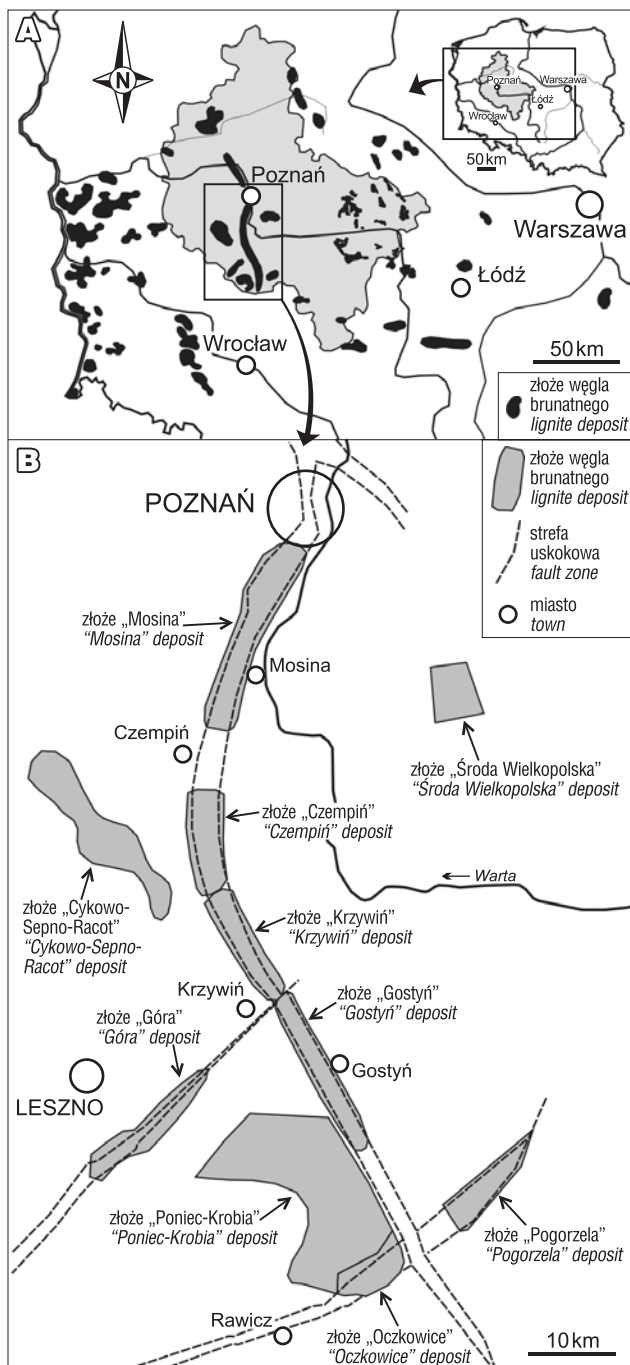 A
N
Poznań
Warszawa
Łódź
Wrocław
50 km
Poznań
Warszawa
Łódź
Wrocław
50 km
złoże węgla
brunatnego
lignite deposit
B
POZNAŃ
złoże węgla
brunatnego
lignite deposit
strefa
uskokowa
fault zone
miasto
town
złoże „Mosina”
“Mosina” deposit
Mosina
Czempiń
złoże „Środa Wielkopolska”
“Środa Wielkopolska” deposit
złoże „Czempiń”
“Czempiń” deposit
Warta
złoże „Cykowo-
Sepno-Racot”
“Cykowo-Sepno-
Racot” deposit
złoże „Krzywiń”
“Krzywiń” deposit
Krzywiń
złoże „Gostyń”
“Gostyń” deposit
złoże „Góra”
“Góra” deposit
Gostyń
LESZNO
złoże „Poniec-Krobia”
“Poniec-Krobia” deposit
złoże „Pogorzela”
“Pogorzela” deposit
Rawicz
złoże „Oczkowice”
“Oczkowice” deposit
10 km